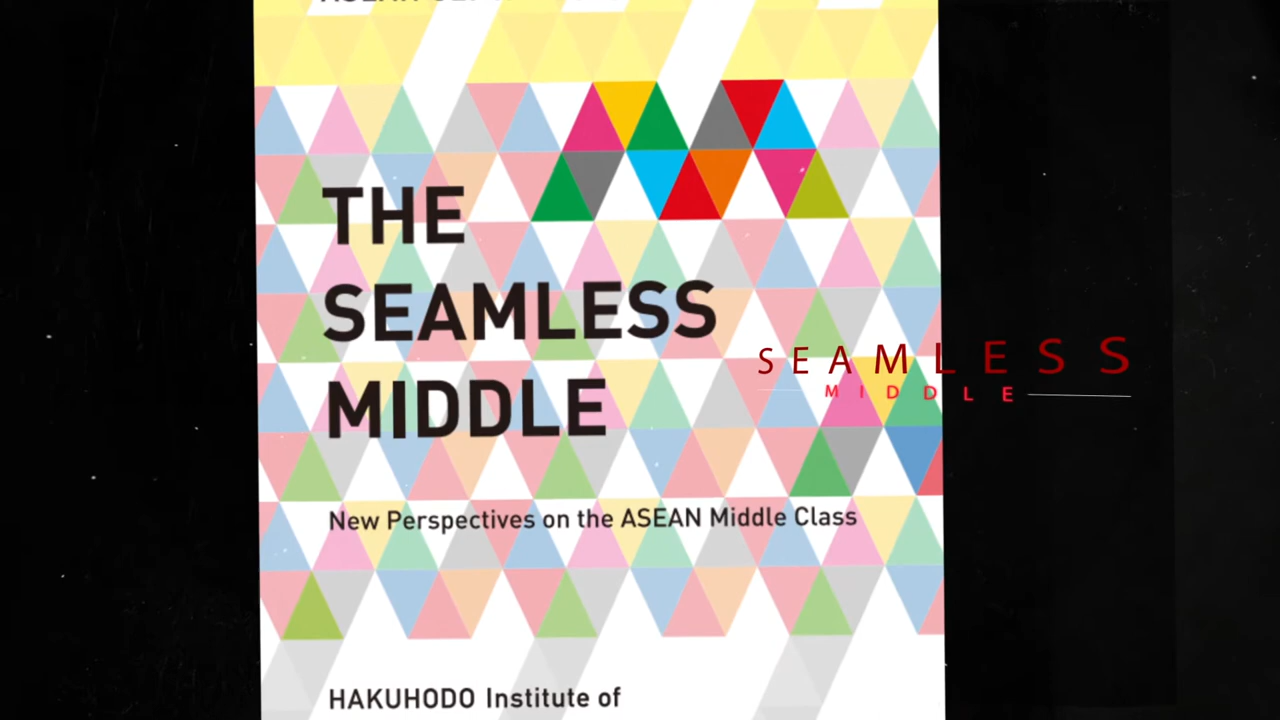 THE
SEAMLESS
MIDDLE
SEAMLESS
MIDDLE
New Perspectives on the ASEAN Middle Class
HAKUHODO Institute of